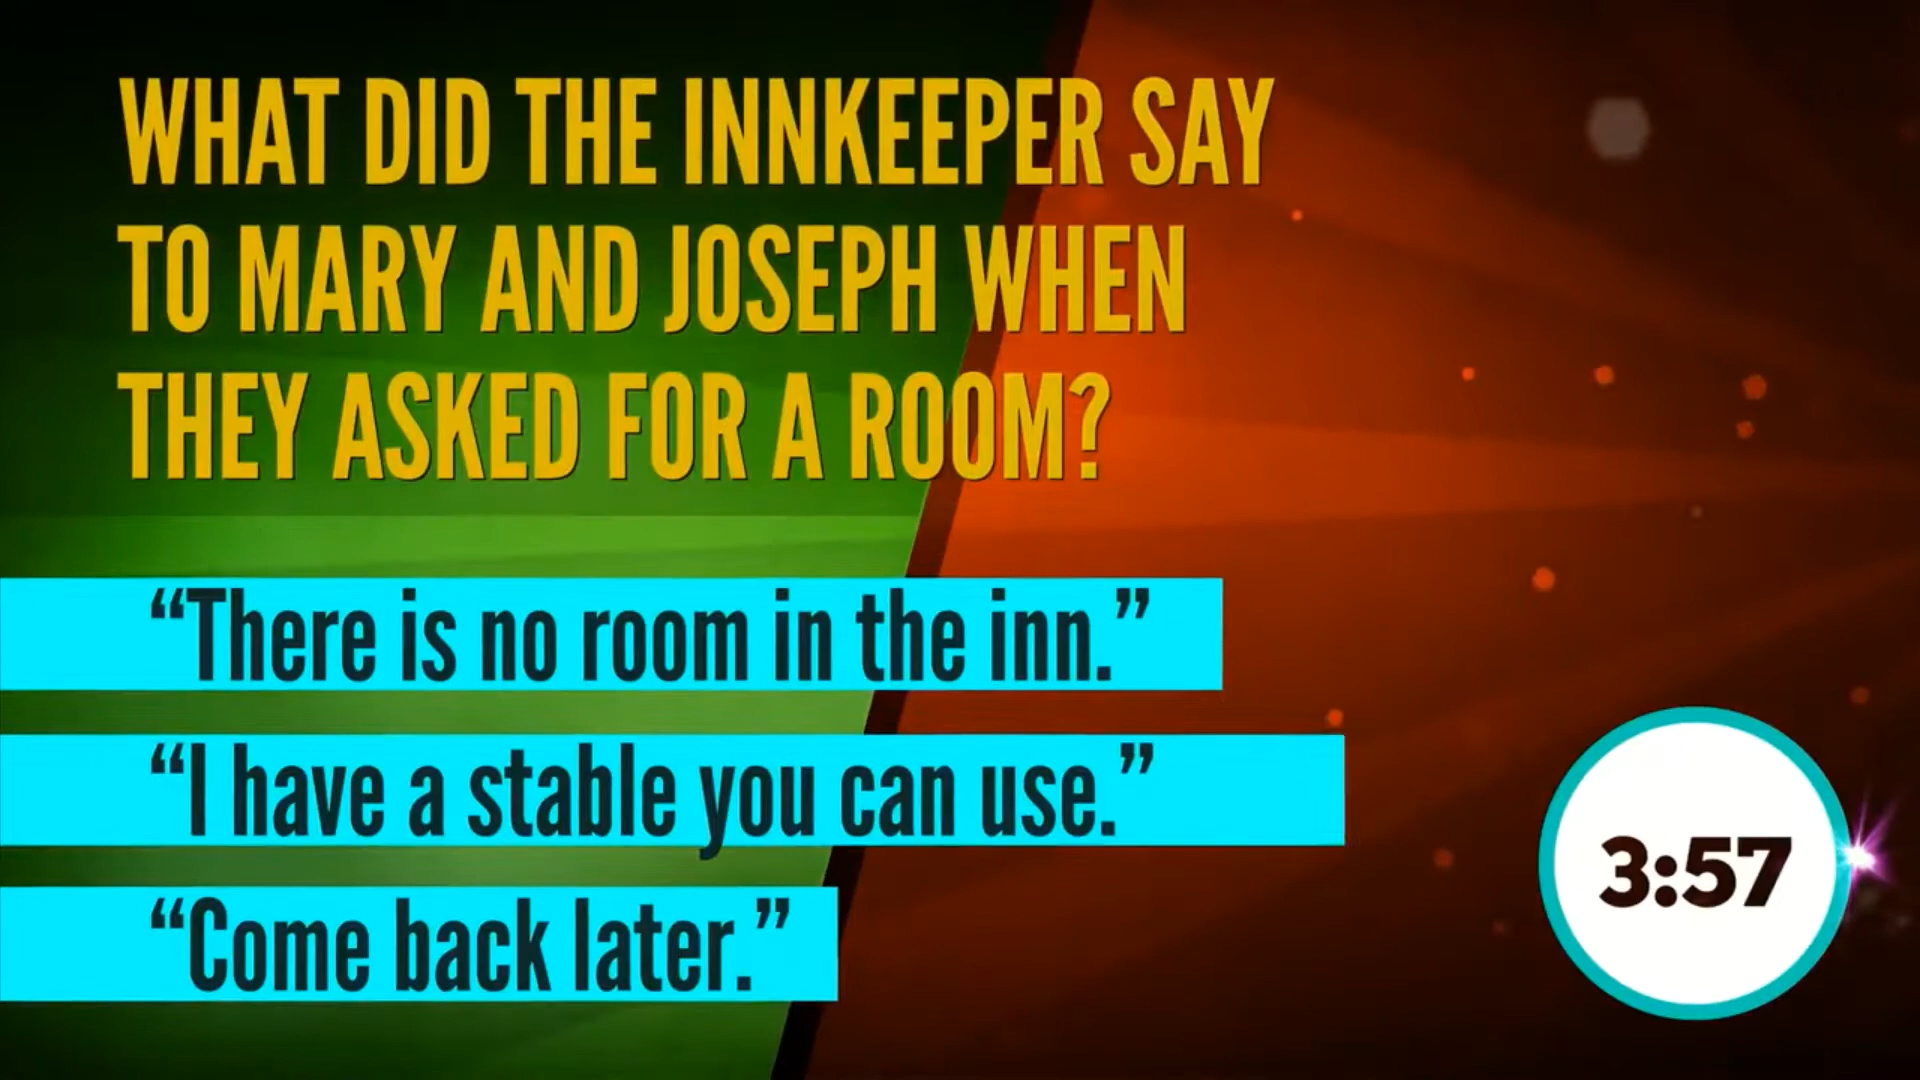 WHAT DID THE INNKEEPER SAY
TO MARY AND JOSEPH WHEN
THEY ASKED FOR A ROOM?
“There is no room in the inn.”
“I have a stable you can use.”
“Come back later.”
3:57